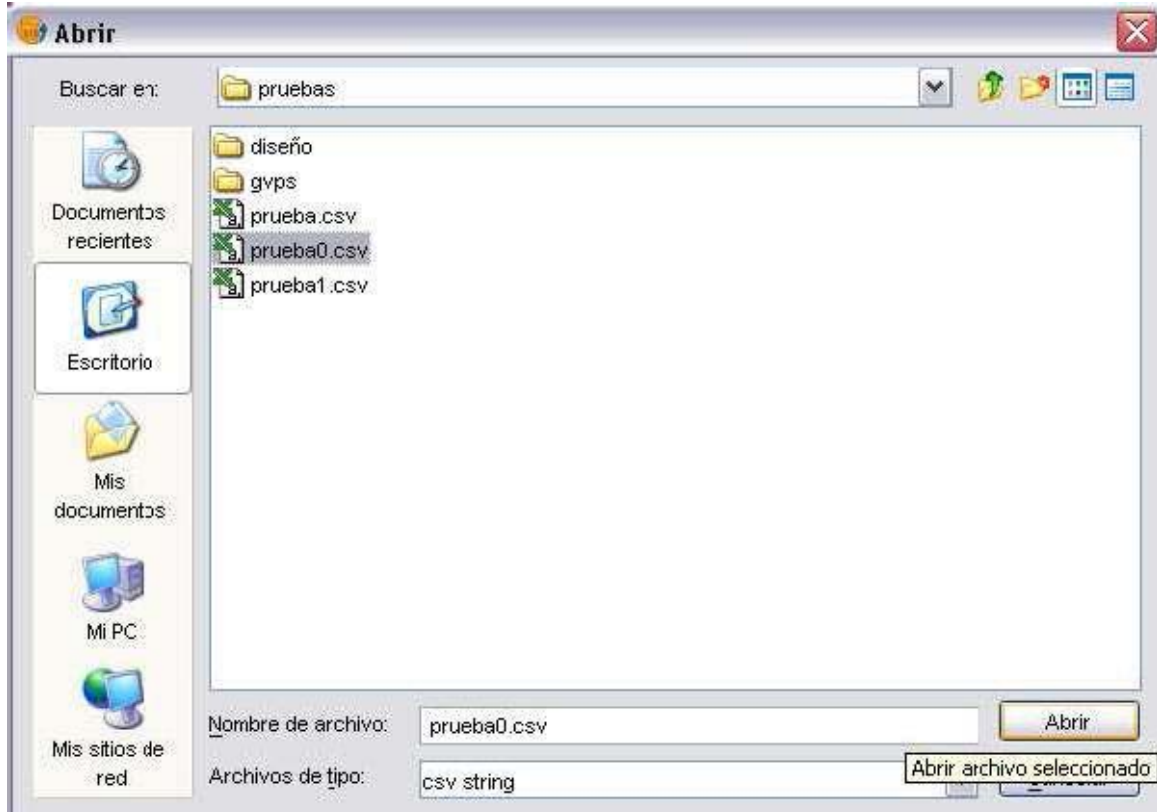 Abrir
Buscar en:
pruebas
Documentos
recientes
Escritorio
Mis
documentos
Mi PC
Mis sitios de
red
diseño
gvps
prueba.csv
prueba0.csv
prueba1.csv
Nombre de archivo:
prueba0.csv
Abrir
Archivos de tipo:
csv string
Abrir archivo seleccionado